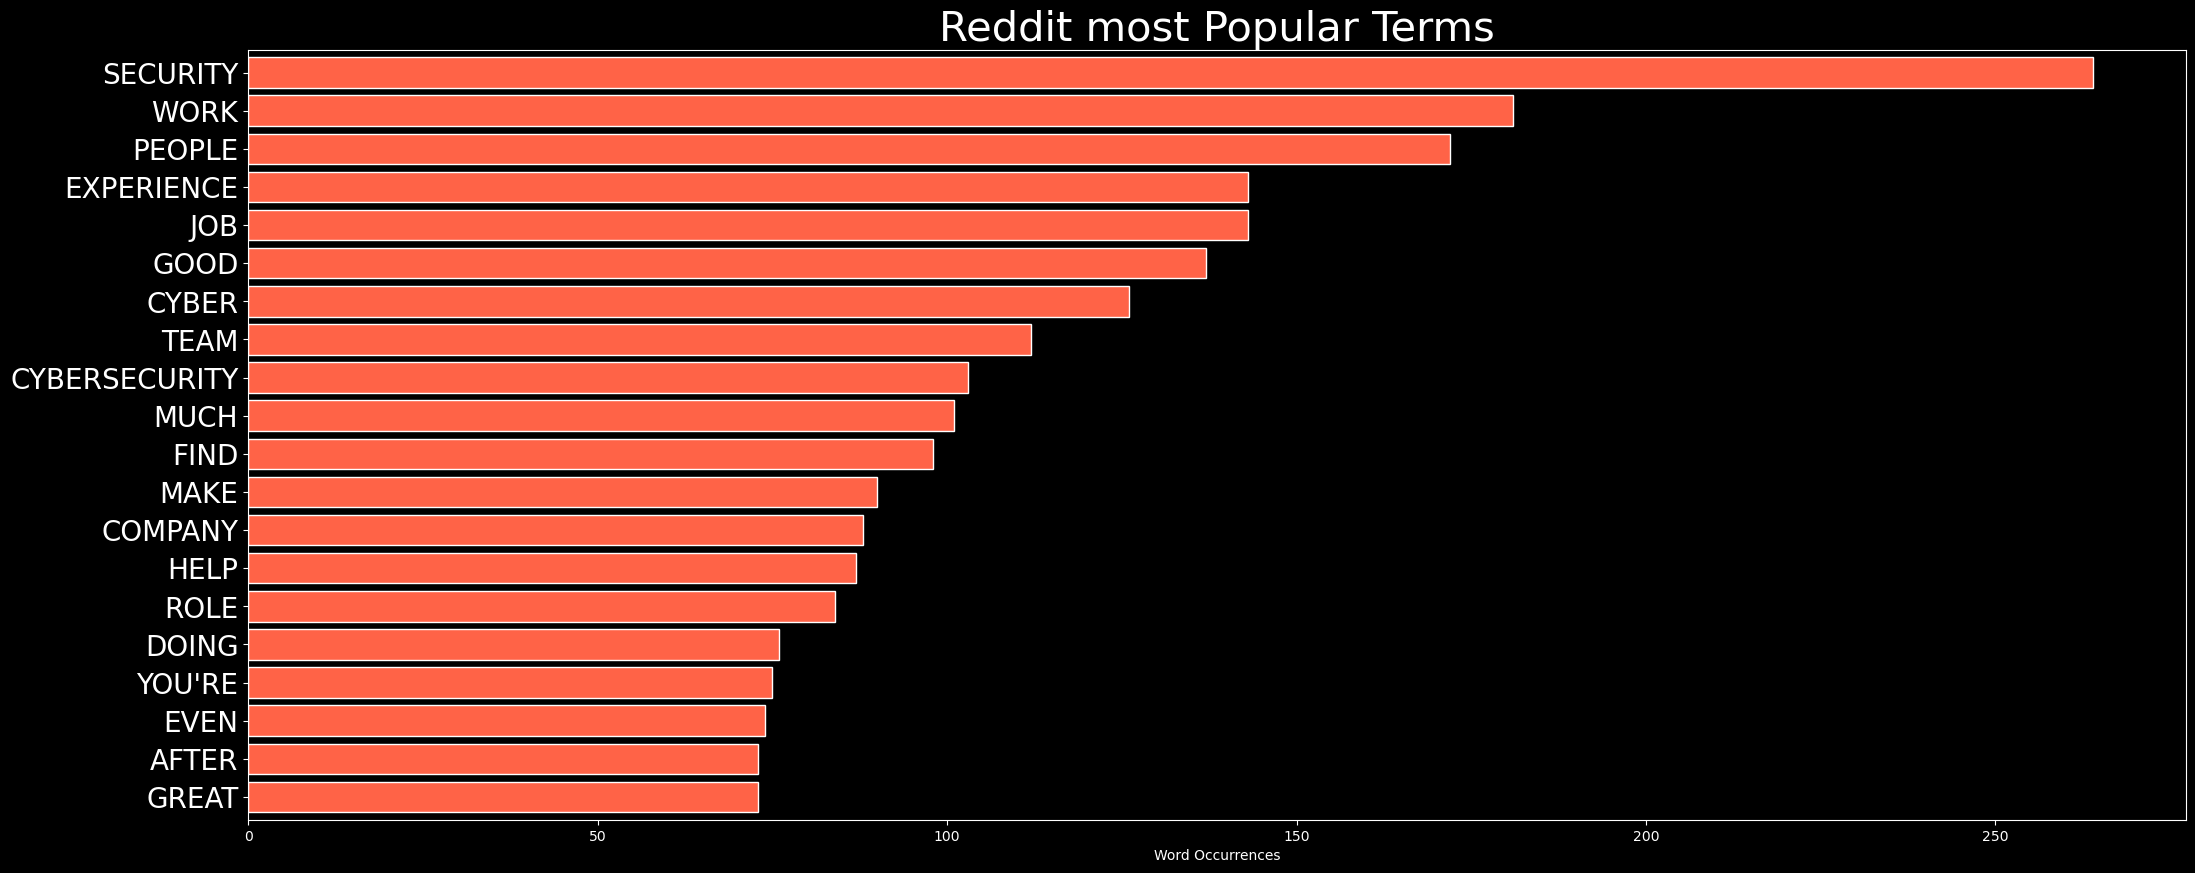 Reddit most Popular Terms
SECURITY
WORK
PEOPLE
EXPERIENCE
JOB
GOOD
CYBER
TEAM
CYBERSECURITY
MUCH
FIND
MAKE
COMPANY
HELP
ROLE
DOING
YOU'RE
EVEN
AFTER
GREAT
0 50 100 150 200 250
Word Occurrences